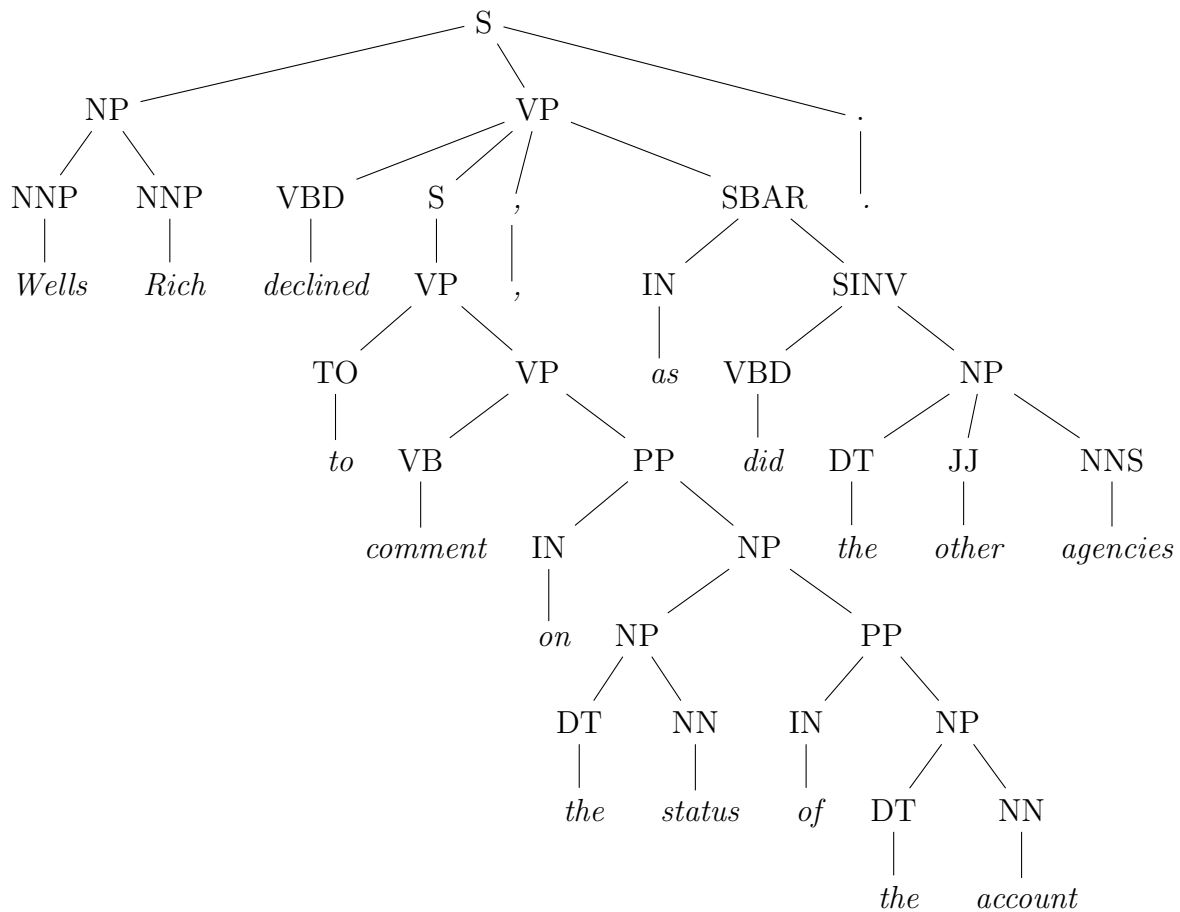 S
NP VP .
NNP NNP VBD S , SBAR .
Wells Rich declined VP , IN SINV
TO VP as VBD NP
to VB PP did DT JJ NNS
comment IN NP the other agencies
on NP PP
DT NN IN NP
the status of DT NN
the account